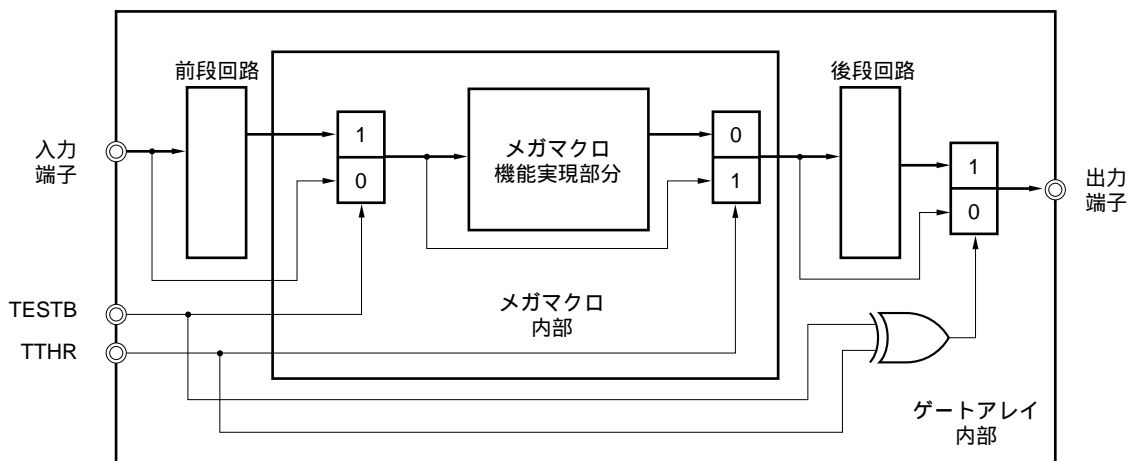 前段回路
後段回路
入力
端子
1
0
メガマクロ
機能実現部分
0
1
1
0
出力
端子
TESTB
TTHR
メガマクロ
内部
ゲートアレイ
内部